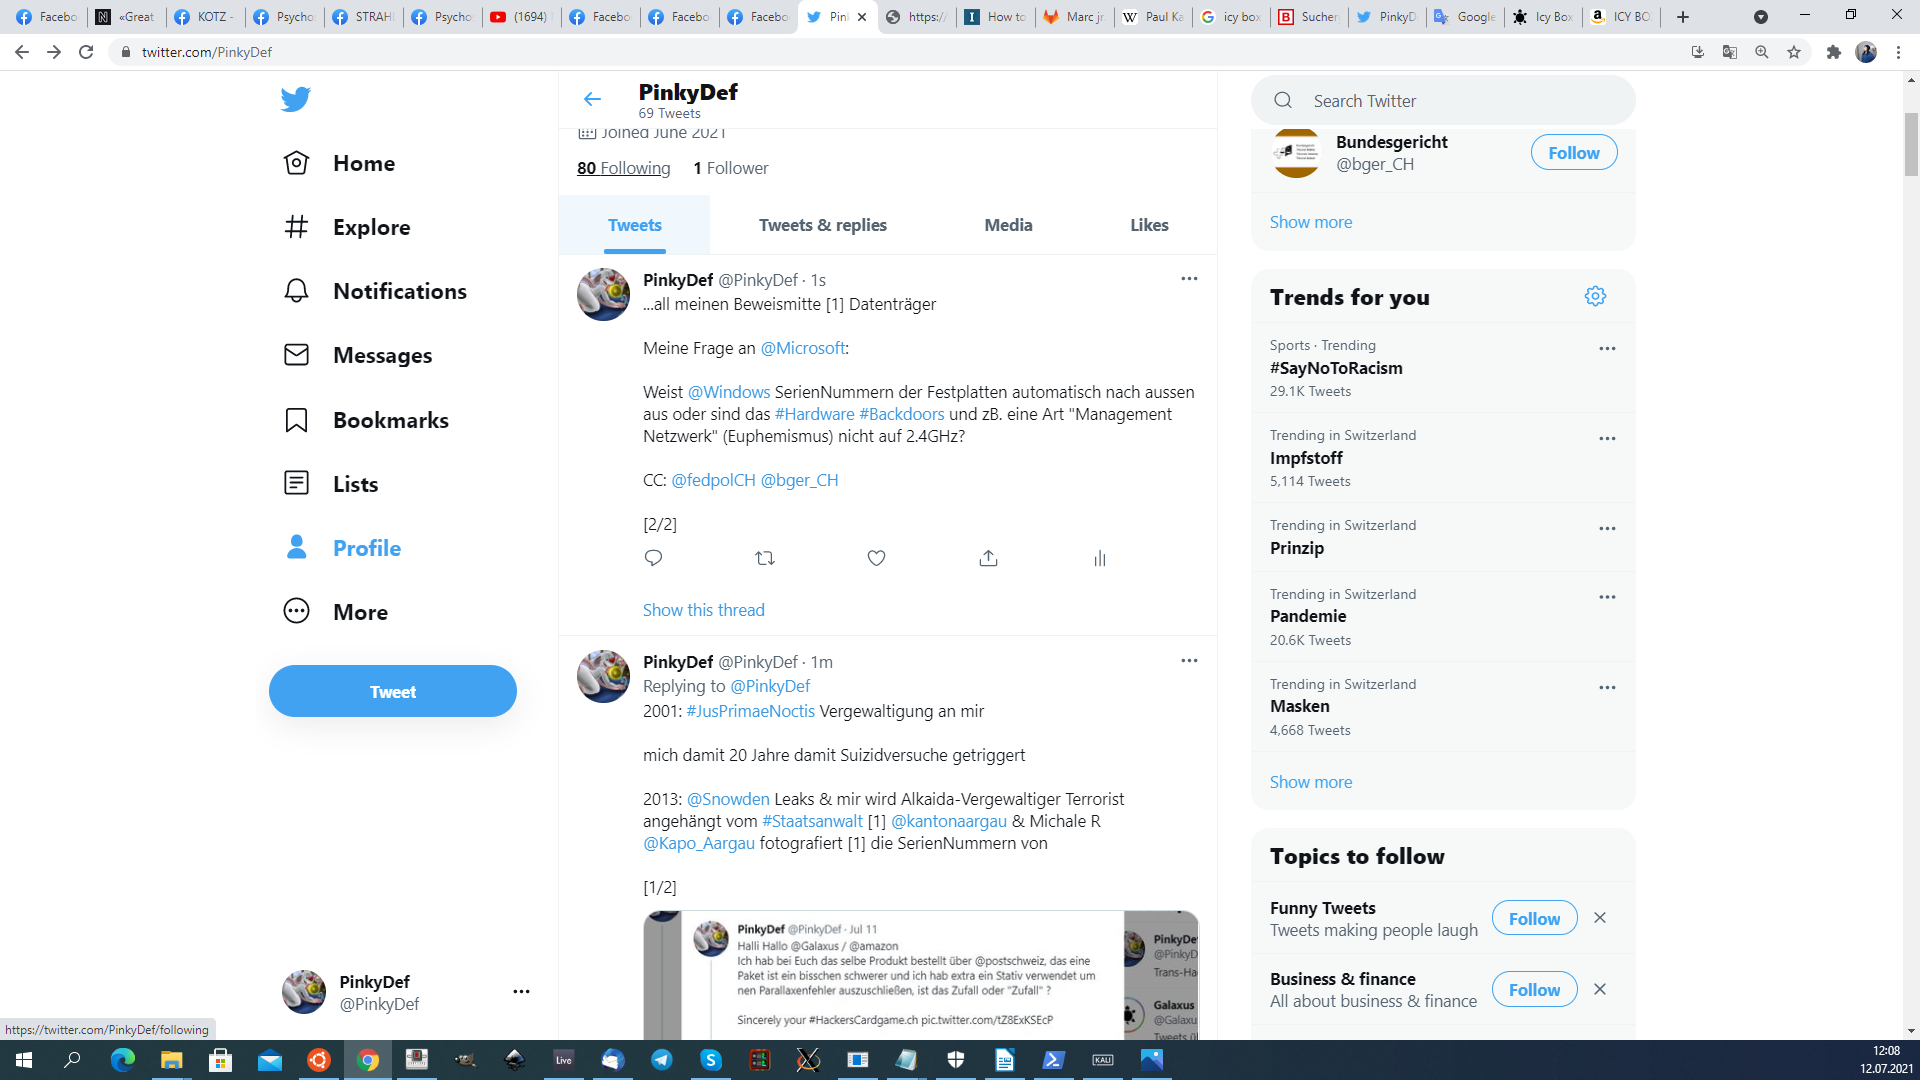 Facebo
«Great
KOTZ -
Psycho
STRAHI
Psycho
(1694)
Facebo
Facebo
Facebo
Pink
https:/
How to
Marc jr
Paul Ka
icy box
Sucher
PinkyD
Google
Icy Box
ICY BO
twitter.com/PinkyDef
Home
Explore
Notifications
Messages
Bookmarks
Lists
Profile
More
Tweet
PinkyDef
@PinkyDef
https://twitter.com/PinkyDef/following
PinkyDef
69 Tweets
Joined June 2021
80 Following 1 Follower
Tweets Tweets & replies Media Likes
PinkyDef @PinkyDef · 1s
...all meinen Beweismitte [1] Datenträger
Meine Frage an @Microsoft:
Weist @Windows SerienNummern der Festplatten automatisch nach aussen
aus oder sind das #Hardware #Backdoors und zB. eine Art "Management
Netzwerk" (Euphemismus) nicht auf 2.4GHz?
CC: @fedpolCH @bger_CH
[2/2]
Show this thread
PinkyDef @PinkyDef · 1m
Replying to @PinkyDef
2001: #JusPrimaeNoctis Vergewaltigung an mir
mich damit 20 Jahre damit Suizidversuche getriggert
2013: @Snowden Leaks & mir wird Alkaida-Vergewaltiger Terrorist
angehängt vom #Staatsanwalt [1] @kantonaargau & Michale R
@Kapo_Aargau fotografiert [1] die SerienNummern von
[1/2]
PinkyDef @PinkyDef · Jul 11
Halli Hallo @Galaxus / @amazon
Ich hab bei Euch das selbe Produkt bestellt über @postschweiz, das eine
Paket ist ein bisschen schwerer und ich hab extra ein Stativ verwendet um
nen Parallaxenfehler auszuschließen, ist das Zufall oder "Zufall" ?
Sincerely your #HackersCardgame.ch pic.twitter.com/tZ8ExKSEcP
PinkyDe
@PinkyD
Trans-Ha
Galaxus
@Galaxu
Tweets ü
Search Twitter
Bundesgericht
@bger_CH
Follow
Show more
Trends for you
Sports · Trending
#SayNoToRacism
29.1K Tweets
Trending in Switzerland
Impfstoff
5,114 Tweets
Trending in Switzerland
Prinzip
Trending in Switzerland
Pandemie
20.6K Tweets
Trending in Switzerland
Masken
4,668 Tweets
Show more
Topics to follow
Funny Tweets
Tweets making people laugh
Follow
Business & finance
All about business & finance
Follow
Live
KALI
12:08
12.07.2021